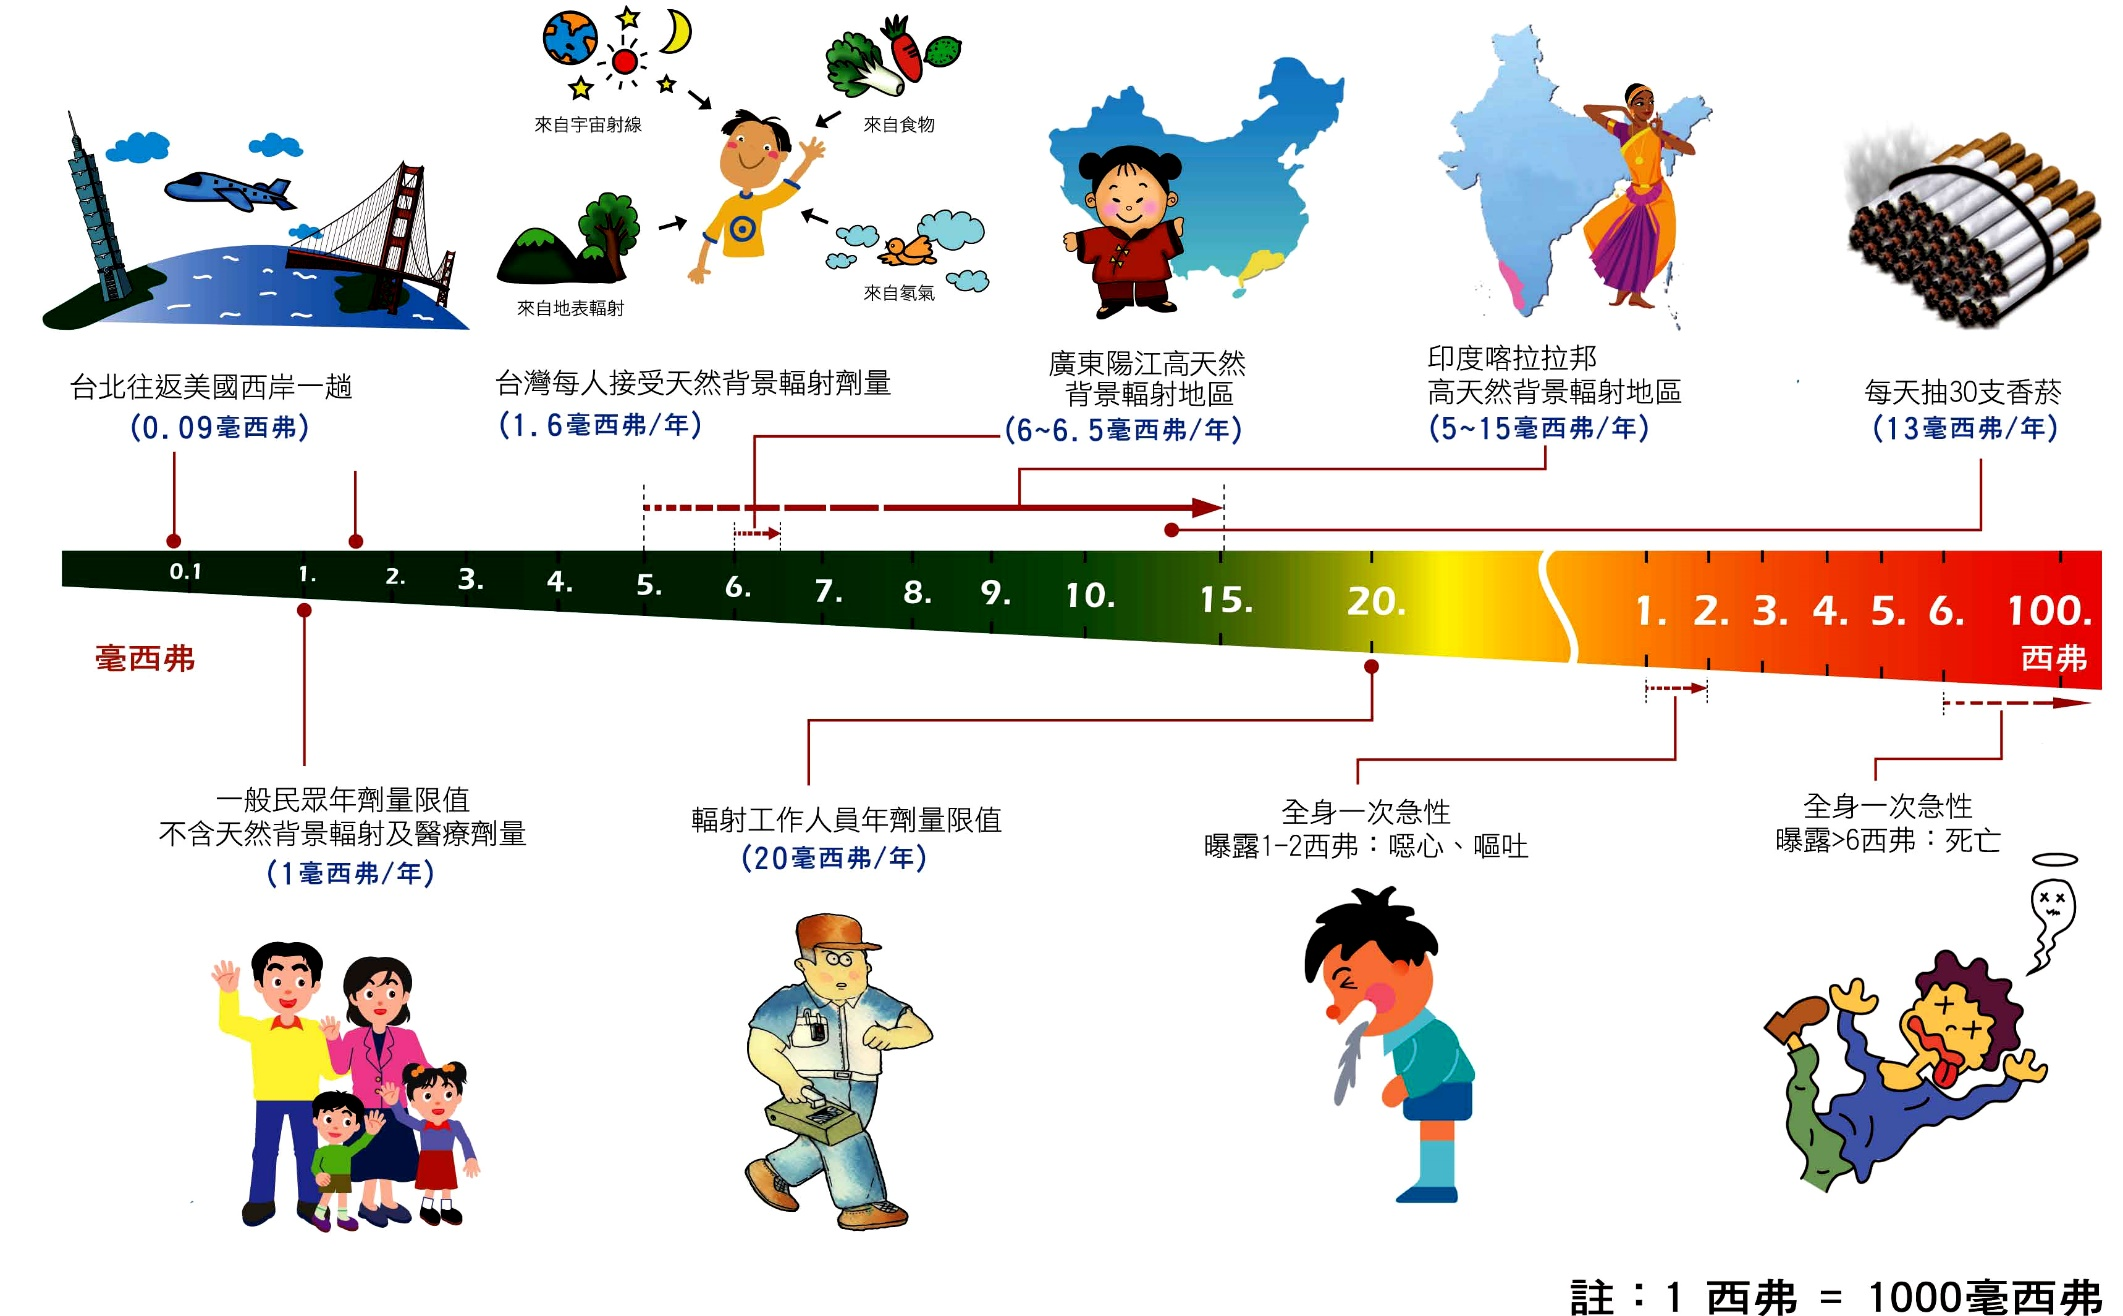 來自宇宙射線
來自食物
來自地表輻射
來自氡氣
台北往返美國西岸一趟
(0.09毫西弗)
台灣每人接受天然背景輻射劑量
(1.6毫西弗/年)
廣東陽江高天然
背景輻射地區
(6~6.5毫西弗/年)
印度喀拉拉邦
高天然背景輻射地區
(5~15毫西弗/年)
每天抽30支香菸
(13毫西弗/年)
0.1 1. 2. 3. 4. 5. 6. 7. 8. 9. 10. 15. 20. 1. 2. 3. 4. 5. 6. 100.
毫西弗
西弗
一般民眾年劑量限值
不含天然背景輻射及醫療劑量
(1毫西弗/年)
輻射工作人員年劑量限值
(20毫西弗/年)
全身一次急性
曝露1-2西弗：噁心、嘔吐
全身一次急性
曝露>6西弗：死亡
註：1 西弗 = 1000毫西弗